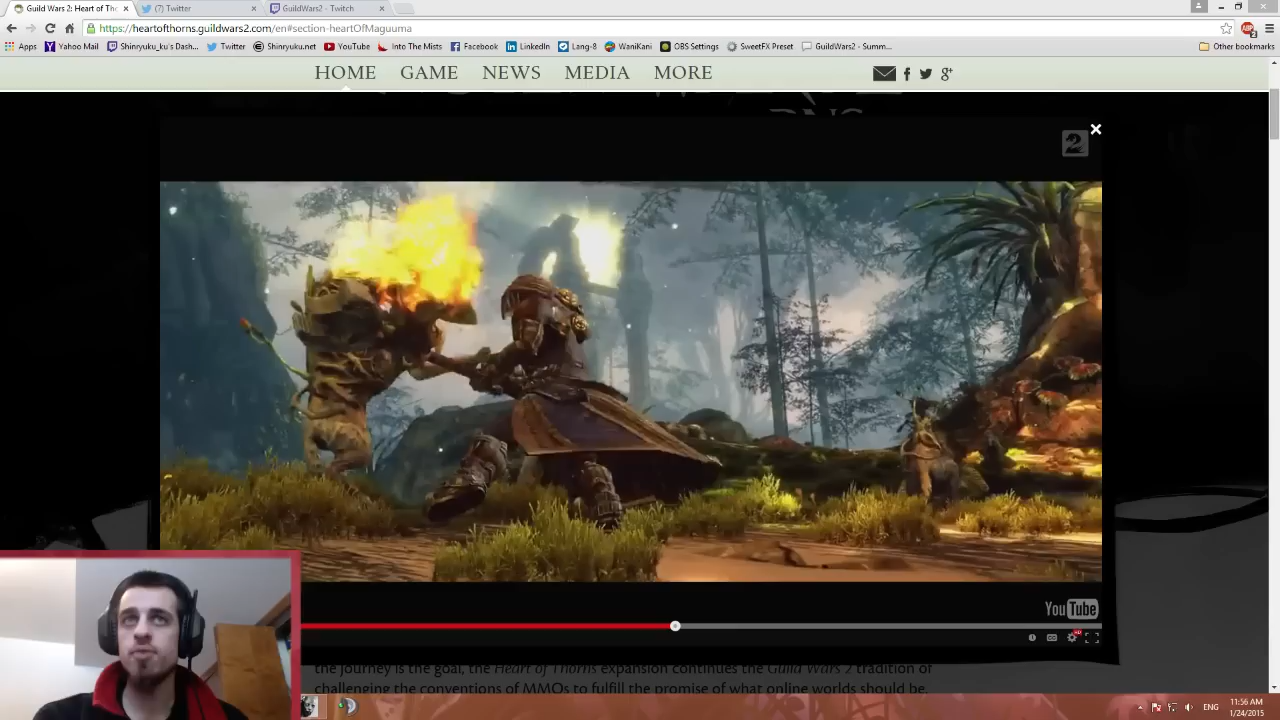 Guild Wars 2: Heart of Th
(7) Twitter
GuildWars2 - Twitch
https://heartofthorns.guildwars2.com/en#section-heartOfMaguuma
Apps
Yahoo Mail
Shinryuku_ku's Dash...
Twitter
Shinryuku.net
YouTube
Into The Mists
Facebook
LinkedIn
Lang-8
WaniKani
OBS Settings
SweetFX Preset
GuildWars2 - Summ...
Other bookmarks
HOME GAME NEWS MEDIA MORE
2
YouTube
the journey is the goal, the Heart of Thorns expansion continues the Guild Wars 2 tradition of
challenging the conventions of MMOs to fulfill the promise of what online worlds should be.
ENG
11:56 AM
1/24/2015